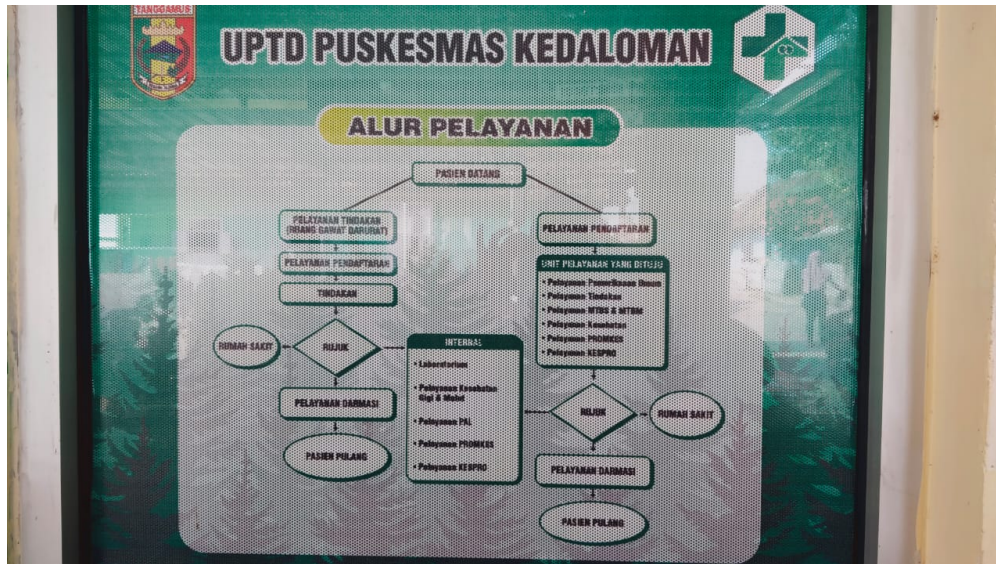 TANGGAMUS
UPTD PUSKESMAS KEDALOMAN
ALUR PELAYANAN
PASIEN DATANG
PELAYANAN TINDAKAN
(RUANG GAWAT DARURAT)
PELAYANAN PENDAFTARAN
TINDAKAN
RUMAH SAKIT
RUJUK
PELAYANAN DARMASI
PASIEN PULANG
INTERNAL
• Laboratorium
• Pelayanan Kesehatan
Gigi & Mulut
• Pelayanan PAL
• Pelayanan PROMKES
• Pelayanan KESPRO
PELAYANAN PENDAFTARAN
UNIT PELAYANAN YANG DITUJU
• Pelayanan Pemeriksaan Umum
• Pelayanan Tindakan
• Pelayanan MTBS & MTBM
• Pelayanan Kesehatan
• Pelayanan PROMKES
• Pelayanan KESPRO
RUJUK
RUMAH SAKIT
PELAYANAN DARMASI
PASIEN PULANG